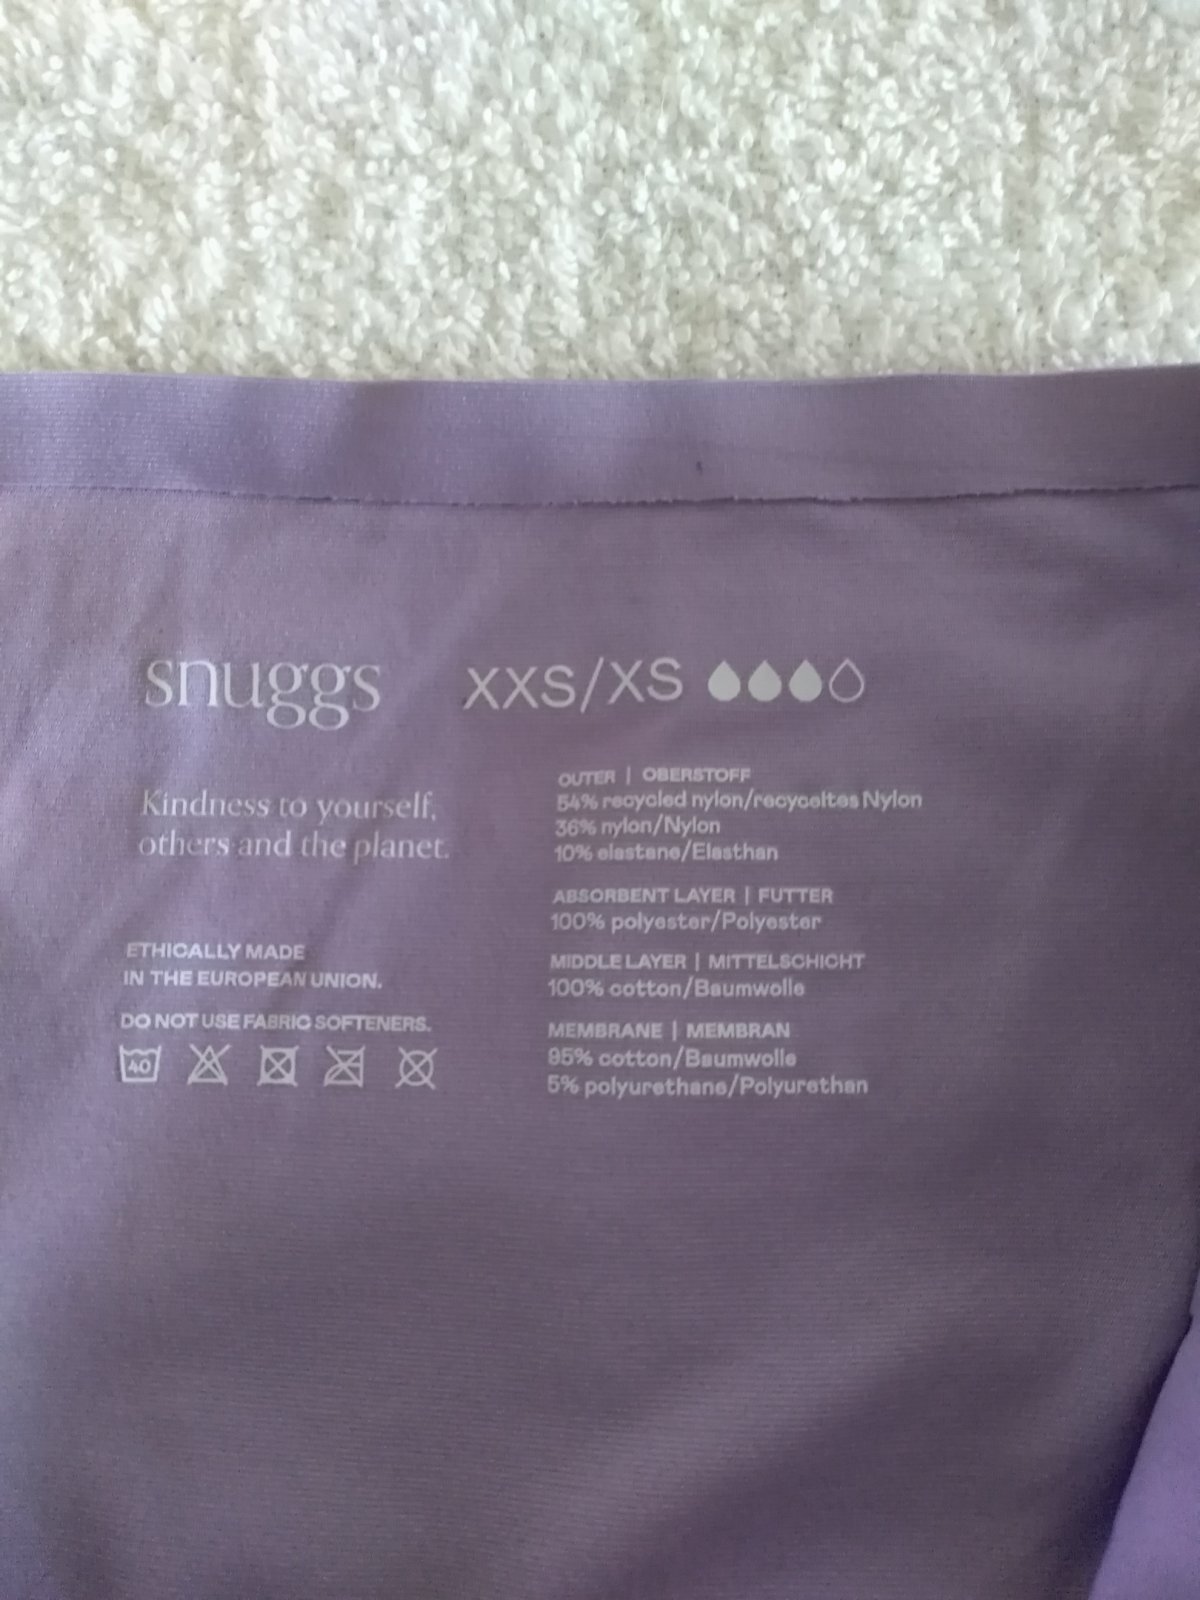 snuggs
XXS/XS
Kindness to yourself,
others and the planet.
ETHICALLY MADE
IN THE EUROPEAN UNION.
DO NOT USE FABRIC SOFTENERS.
40
OUTER | OBERSTOFF
54% recycled nylon/recyceltes Nylon
36% nylon/Nylon
10% elastane/Elasthan
ABSORBENT LAYER | FUTTER
100% polyester/Polyester
MIDDLE LAYER | MITTELSCHICHT
100% cotton/Baumwolle
MEMBRANE | MEMBRAN
95% cotton/Baumwolle
5% polyurethane/Polyurethan